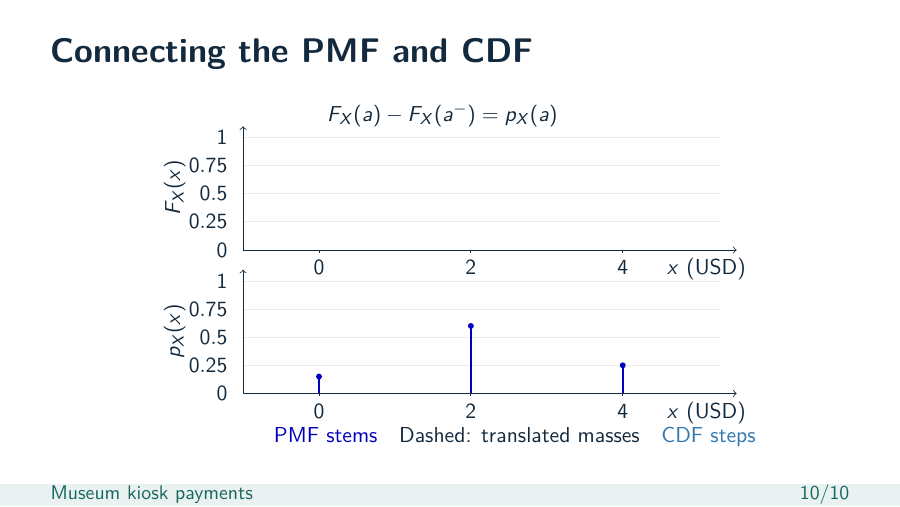 Connecting the PMF and CDF
F_X(a) − F_X(a⁻) = p_X(a)
F_X(x)
1
0.75
0.5
0.25
0
0 2 4 x (USD)
p_X(x)
1
0.75
0.5
0.25
0
0 2 4 x (USD)
PMF stems Dashed: translated masses CDF steps
Museum kiosk payments 10/10